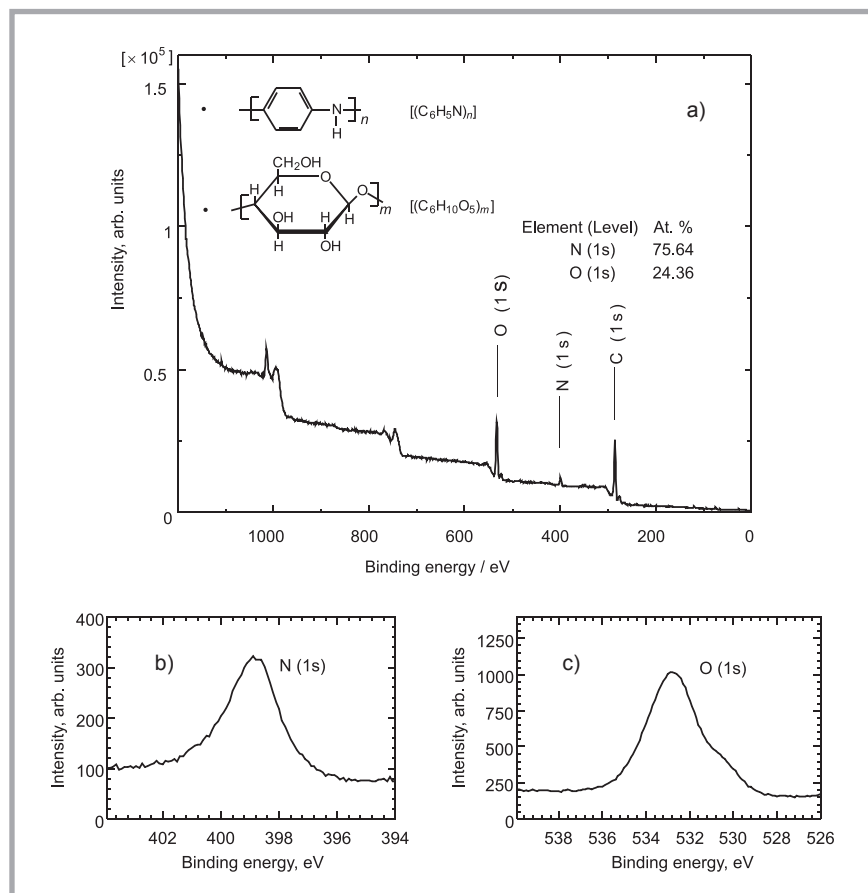 [× 10⁵]
1.5
1
0.5
0
Intensity, arb. units
a)
• [ N H ]n [(C6H5N)n]
CH2OH
O
H
H
O
m
[(C6H10O5)m]
OH
H
H
H
OH
Element (Level) At. %
N (1s) 75.64
O (1s) 24.36
O (1s)
N (1s)
C (1s)
1000 800 600 400 200 0
Binding energy / eV
b)
N (1s)
400
300
200
100
0
Intensity, arb. units
402 400 398 396 394
Binding energy, eV
c)
O (1s)
1250
1000
750
500
250
0
Intensity, arb. units
538 536 534 532 530 528 526
Binding energy, eV